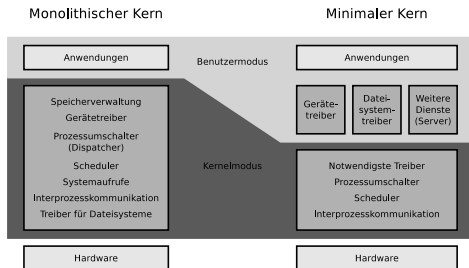 Monolithischer Kern
Minimaler Kern
Anwendungen
Benutzermodus
Anwendungen
Speicherverwaltung
Gerätetreiber
Prozessumschalter
(Dispatcher)
Scheduler
Systemaufrufe
Interprozesskommunikation
Treiber für Dateisysteme
Kernelmodus
Geräte-
treiber
Datei-
system-
treiber
Weitere
Dienste
(Server)
Notwendigste Treiber
Prozessumschalter
Scheduler
Interprozesskommunikation
Hardware
Hardware